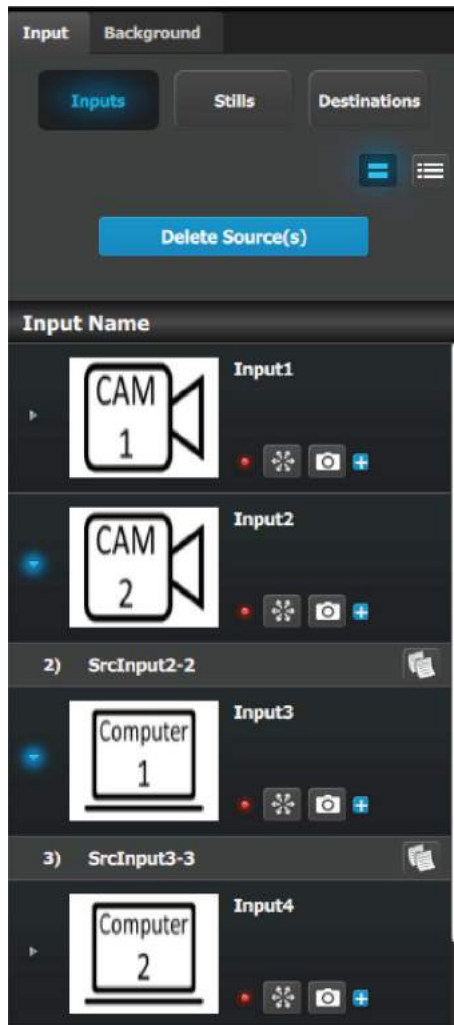 Input Background
Inputs Stills Destinations
Delete Source(s)
Input Name
CAM
1
Input1
CAM
2
Input2
2) SrcInput2-2
Computer
1
Input3
3) SrcInput3-3
Computer
2
Input4